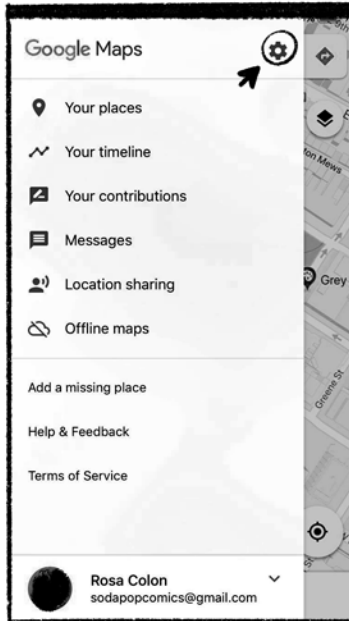 Google Maps
Your places
Your timeline
Your contributions
Messages
Location sharing
Offline maps
Add a missing place
Help & Feedback
Terms of Service
Rosa Colon
sodapopcomics@gmail.com
Grey
Greene St